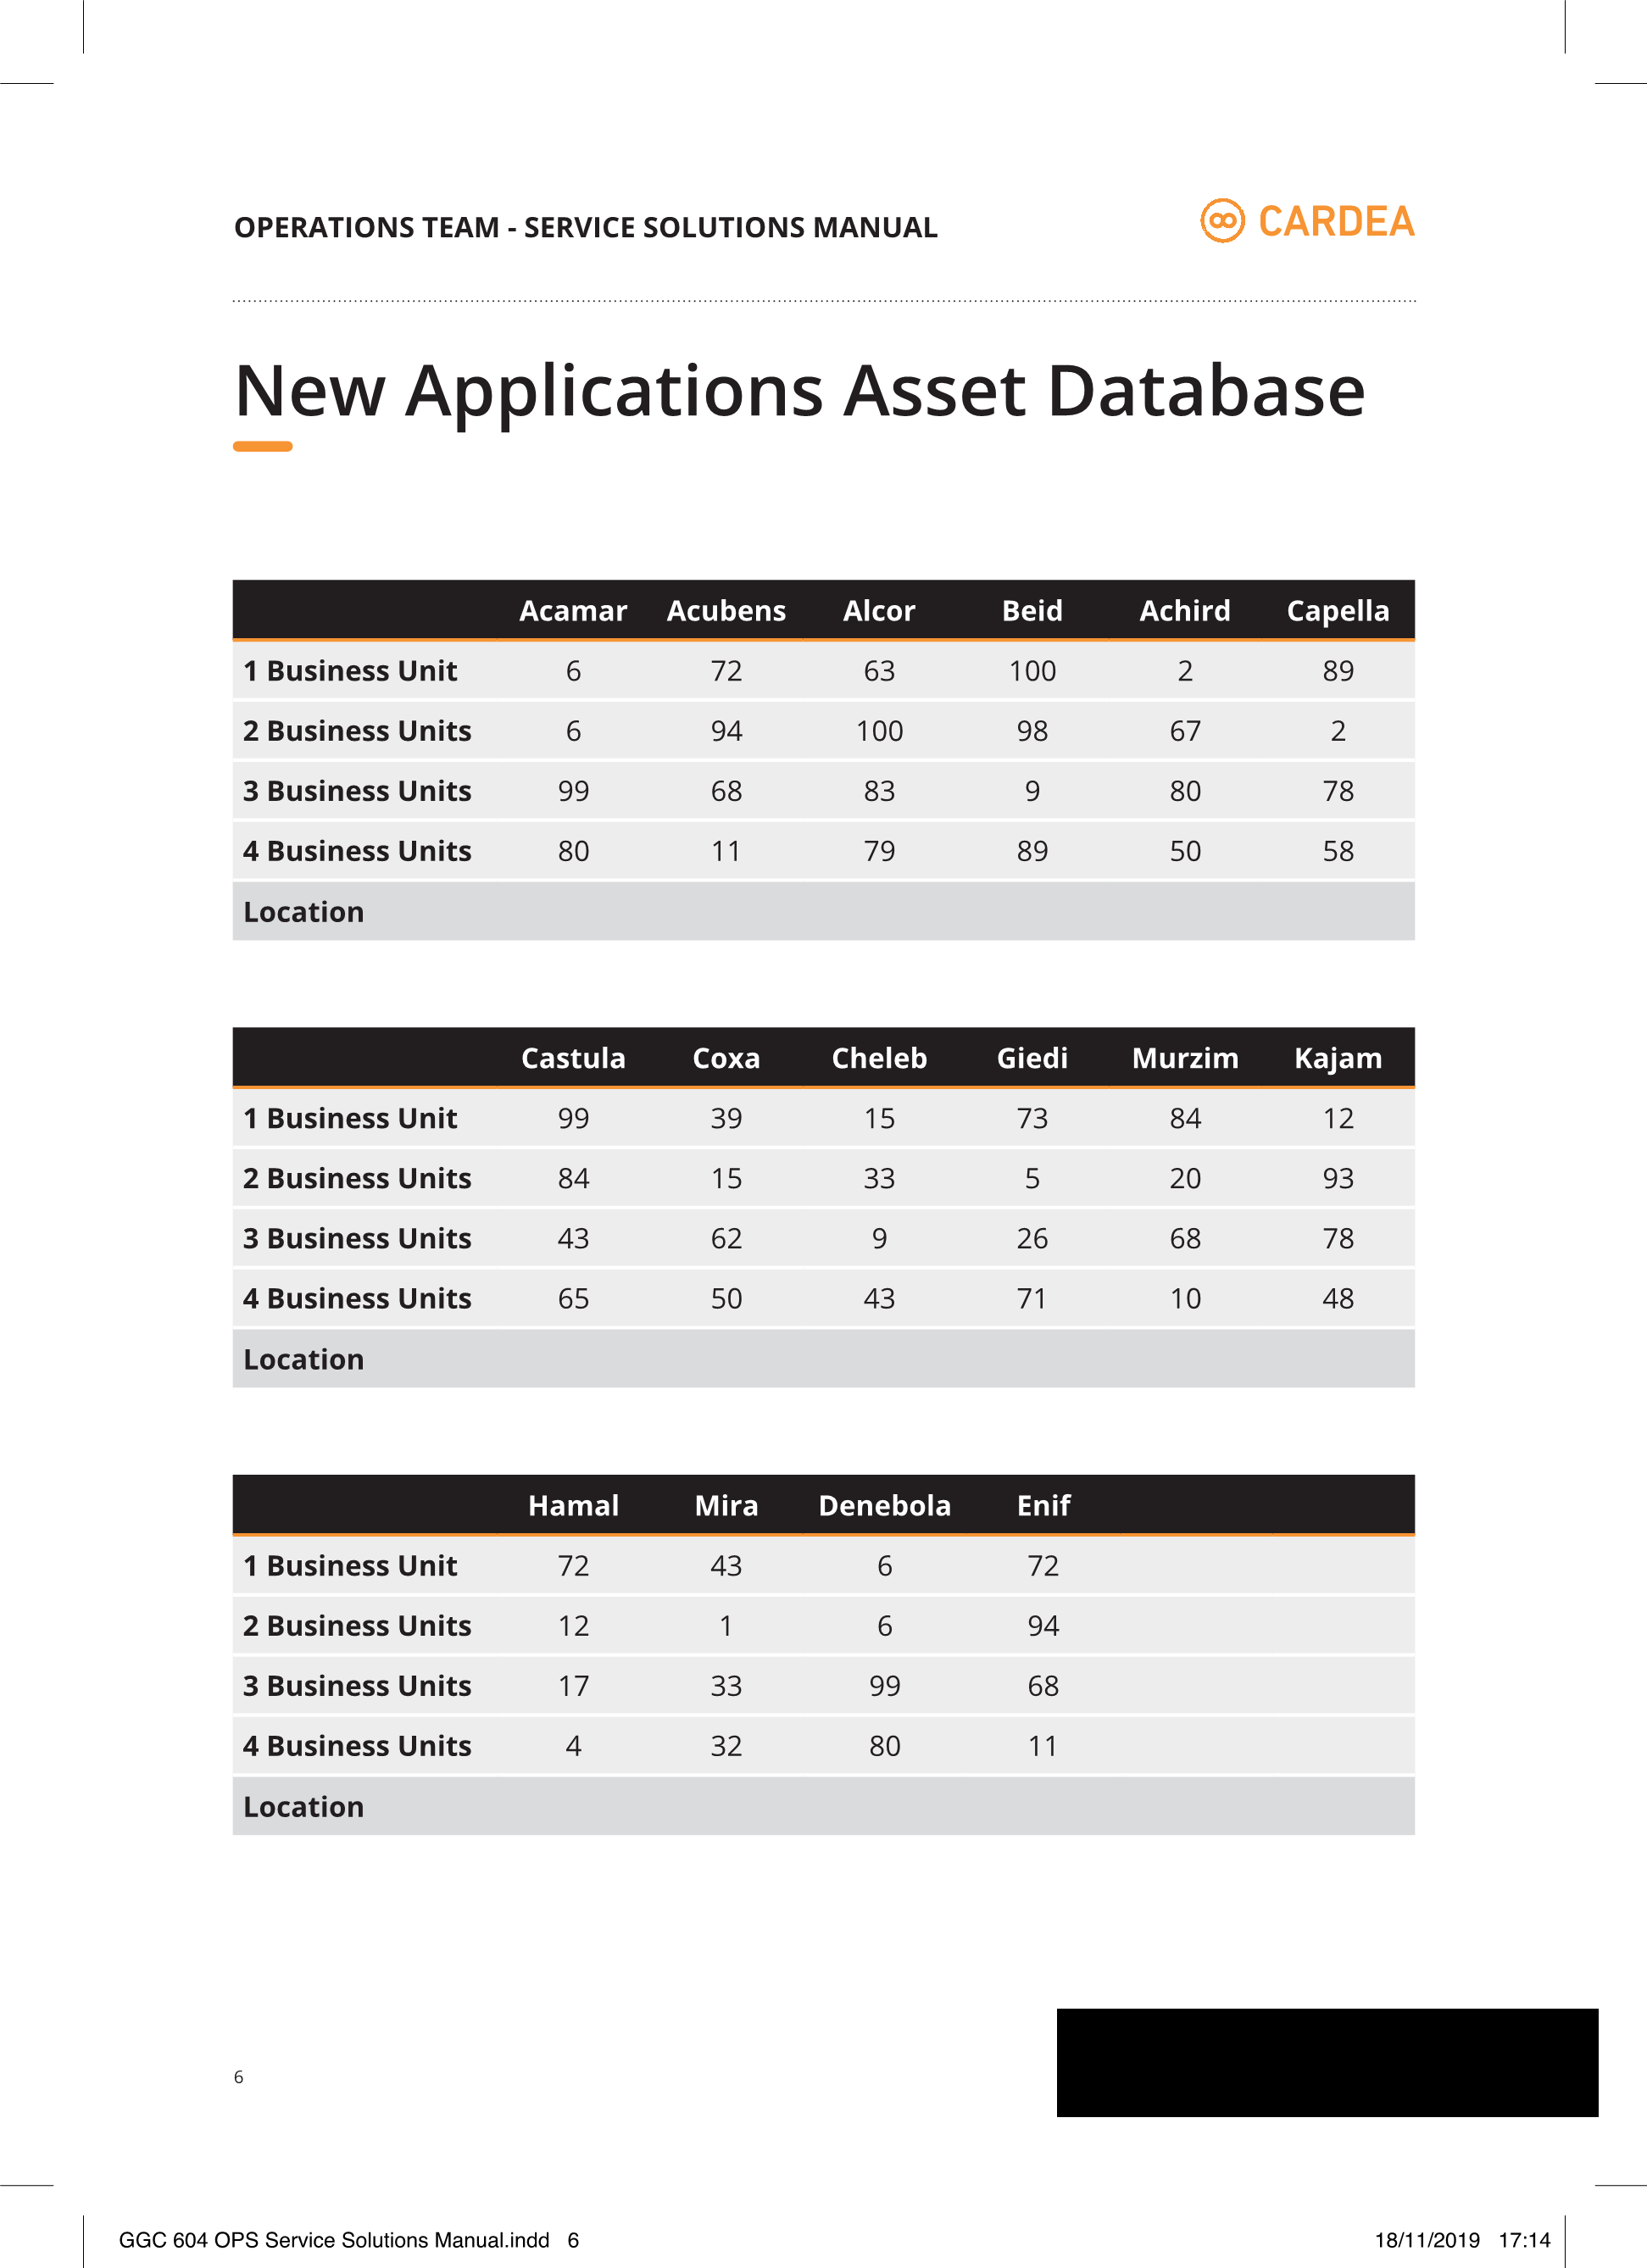 OPERATIONS TEAM - SERVICE SOLUTIONS MANUAL
CARDEA
New Applications Asset Database
Acamar Acubens Alcor Beid Achird Capella
1 Business Unit 6 72 63 100 2 89
2 Business Units 6 94 100 98 67 2
3 Business Units 99 68 83 9 80 78
4 Business Units 80 11 79 89 50 58
Location
Castula Coxa Cheleb Giedi Murzim Kajam
1 Business Unit 99 39 15 73 84 12
2 Business Units 84 15 33 5 20 93
3 Business Units 43 62 9 26 68 78
4 Business Units 65 50 43 71 10 48
Location
Hamal Mira Denebola Enif
1 Business Unit 72 43 6 72
2 Business Units 12 1 6 94
3 Business Units 17 33 99 68
4 Business Units 4 32 80 11
Location
6
GGC 604 OPS Service Solutions Manual.indd 6 18/11/2019 17:14